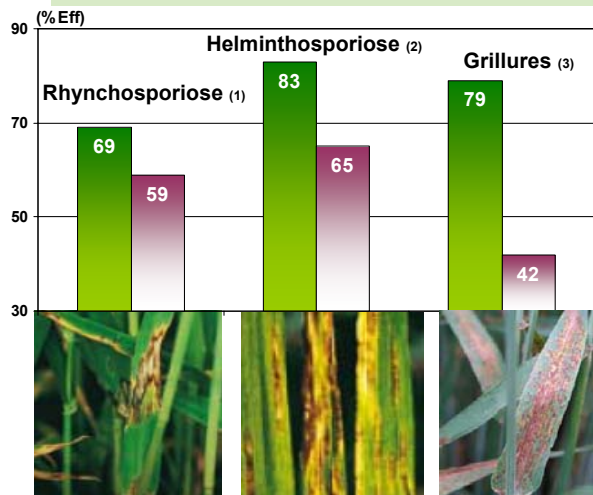 (% Eff)
90
Helminthosporiose (2)
83
Grillures (3)
79
Rhynchosporiose (1)
70
69
65
59
50
42
30